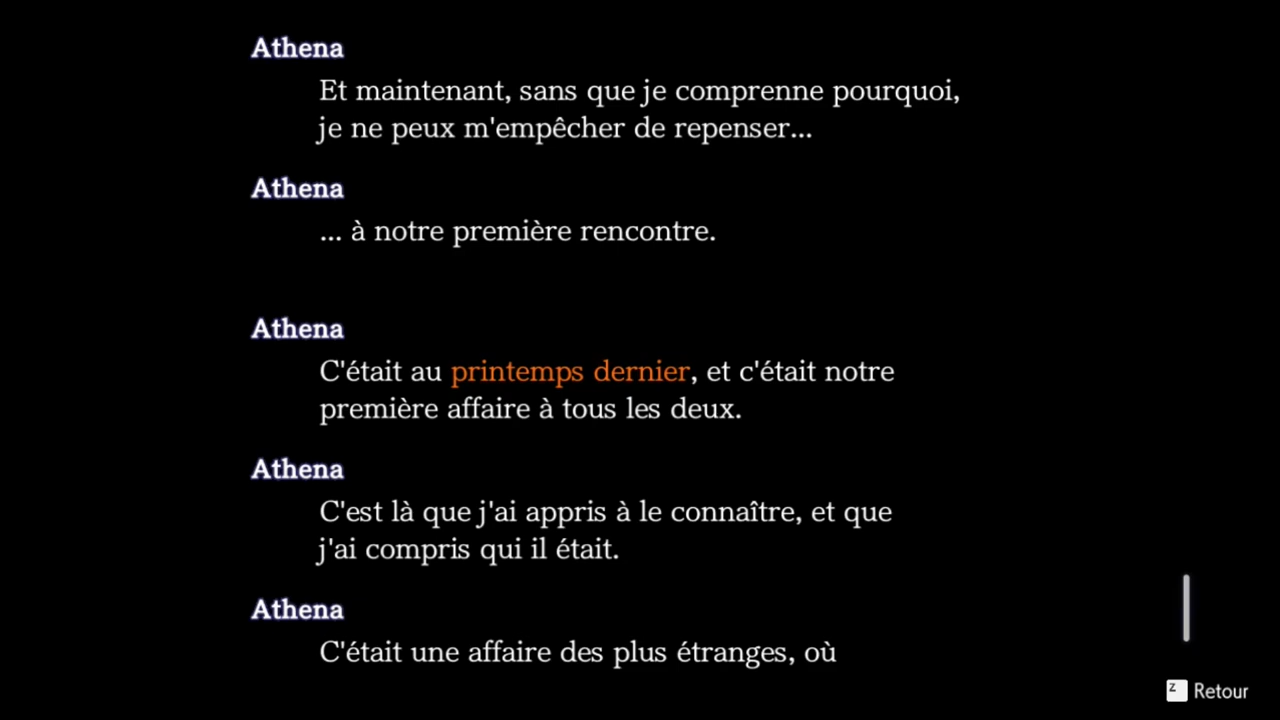 Athena
Et maintenant, sans que je comprenne pourquoi,
je ne peux m'empêcher de repenser...
Athena
... à notre première rencontre.
Athena
C'était au printemps dernier, et c'était notre
première affaire à tous les deux.
Athena
C'est là que j'ai appris à le connaître, et que
j'ai compris qui il était.
Athena
C'était une affaire des plus étranges, où
Z Retour